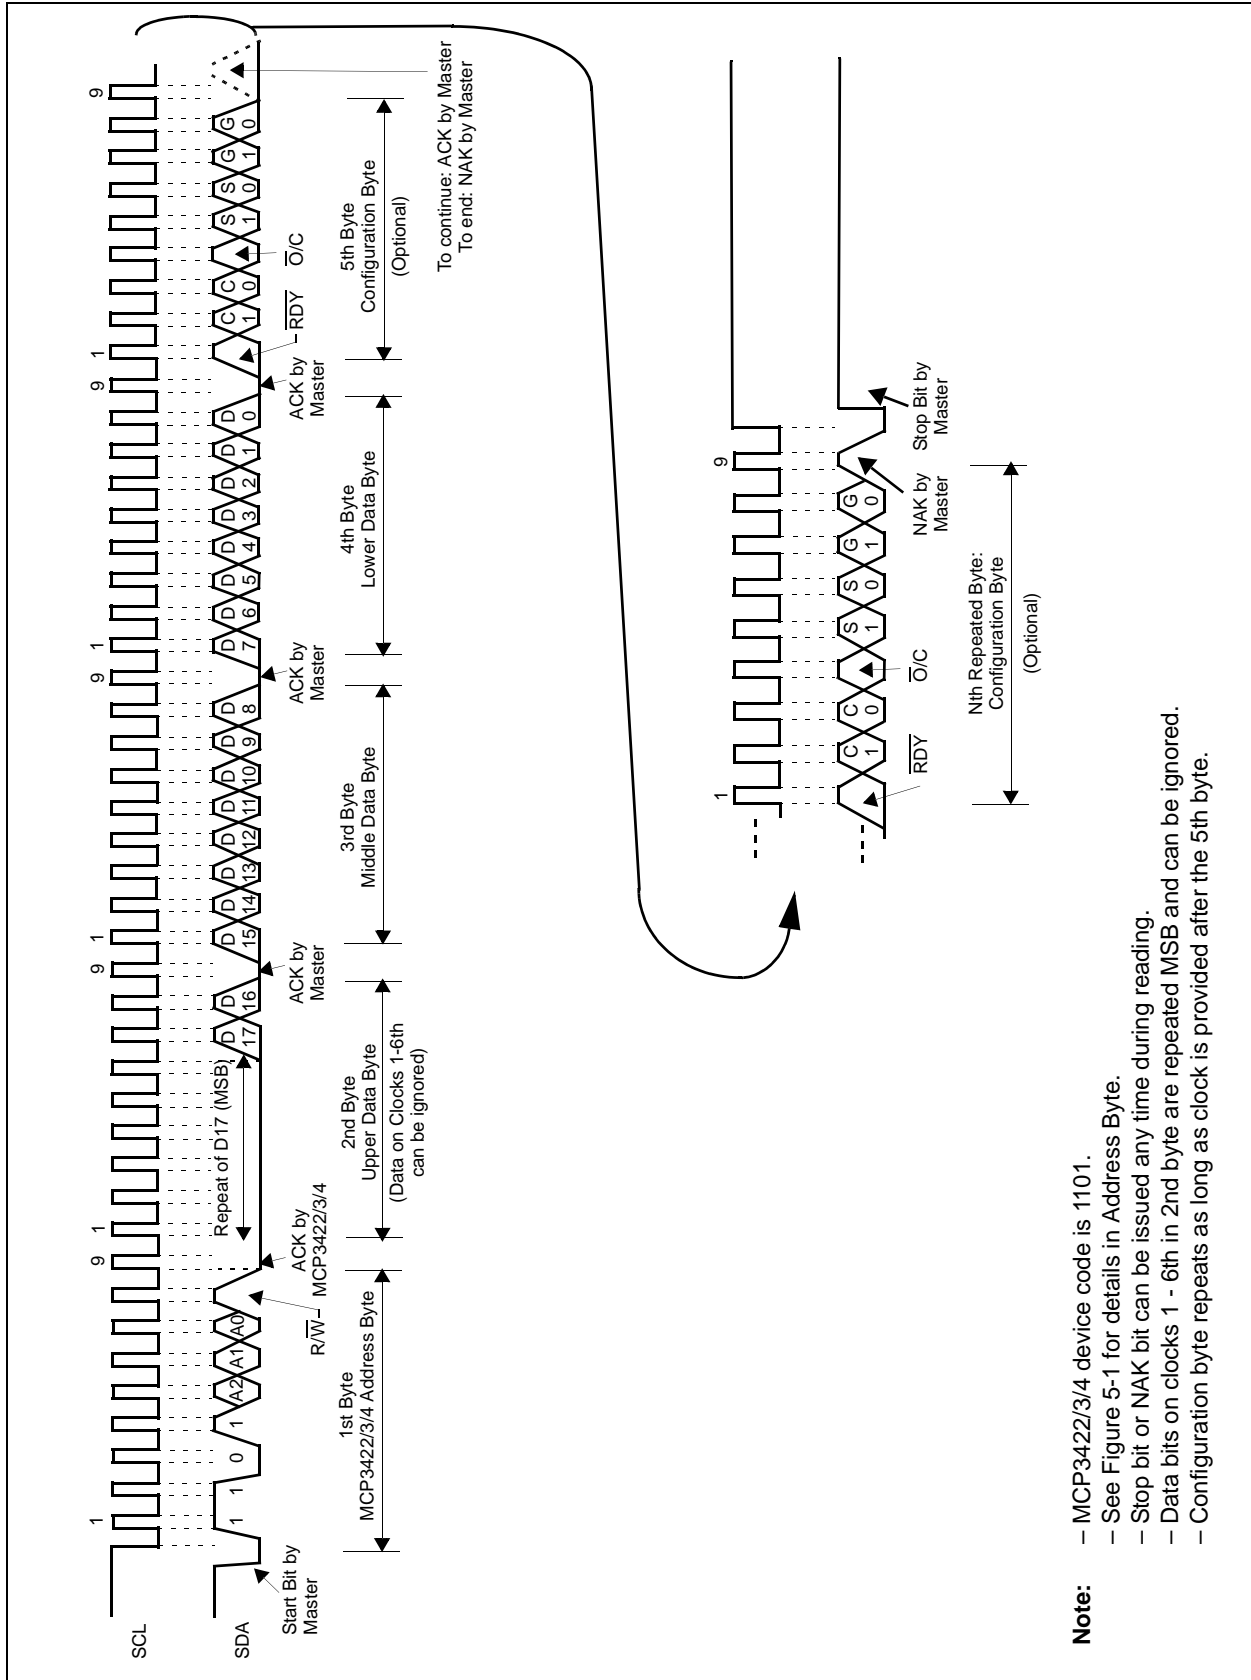 SCL
1
9
1
9
1
9
1
9
1
9
SDA
1
1
0
1
A2
A1
A0
Repeat of D17 (MSB)
D 17
D 16
D 15
D 14
D 13
D 12
D 11
D 10
D 9
D 8
D 7
D 6
D 5
D 4
D 3
D 2
D 1
D 0
C 1
C 0
S 1
S 0
G 1
G 0
Start Bit by
Master
R/W
ACK by
MCP3422/3/4
ACK by
Master
ACK by
Master
ACK by
Master
RDY
O/C
1st Byte
MCP3422/3/4 Address Byte
2nd Byte
Upper Data Byte
(Data on Clocks 1-6th
can be ignored)
3rd Byte
Middle Data Byte
4th Byte
Lower Data Byte
5th Byte
Configuration Byte
(Optional)
To continue: ACK by Master
To end: NAK by Master
1
9
C 1
C 0
S 1
S 0
G 1
G 0
RDY
O/C
NAK by
Master
Stop Bit by
Master
Nth Repeated Byte:
Configuration Byte
(Optional)
Note: – MCP3422/3/4 device code is 1101.
– See Figure 5-1 for details in Address Byte.
– Stop bit or NAK bit can be issued any time during reading.
– Data bits on clocks 1 - 6th in 2nd byte are repeated MSB and can be ignored.
– Configuration byte repeats as long as clock is provided after the 5th byte.